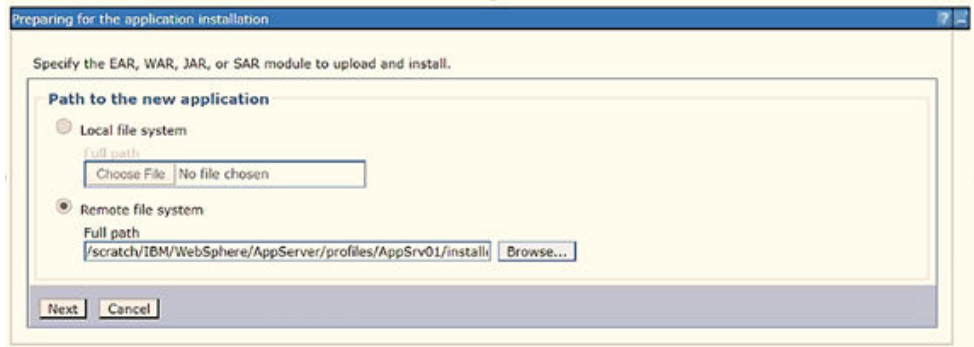 Preparing for the application installation
?
Specify the EAR, WAR, JAR, or SAR module to upload and install.
Path to the new application
Local file system
Full path
Choose File No file chosen
Remote file system
Full path
/scratch/IBM/WebSphere/AppServer/profiles/AppSrv01/install
Browse...
Next Cancel